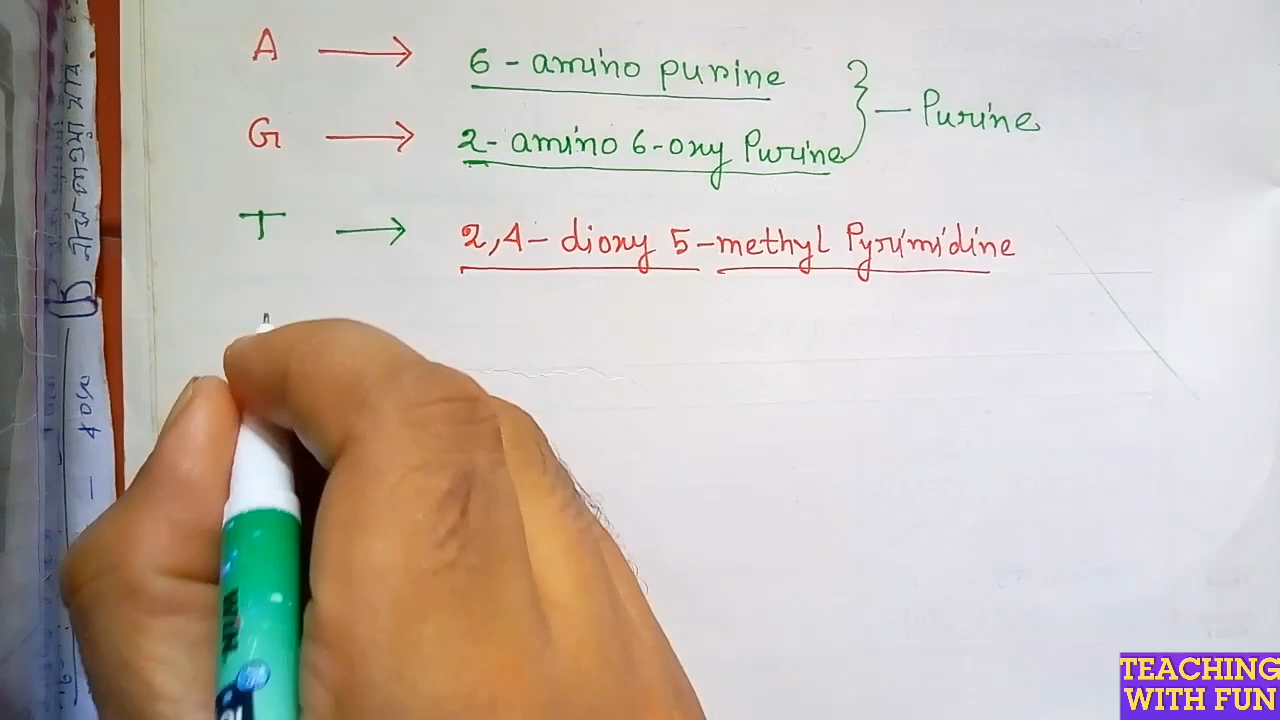 A → 6 - amino purine
G → 2 - amino 6-oxy Purine } — Purine
T → 2,4 - dioxy 5 - methyl Pyrimidine
TEACHING
WITH FUN